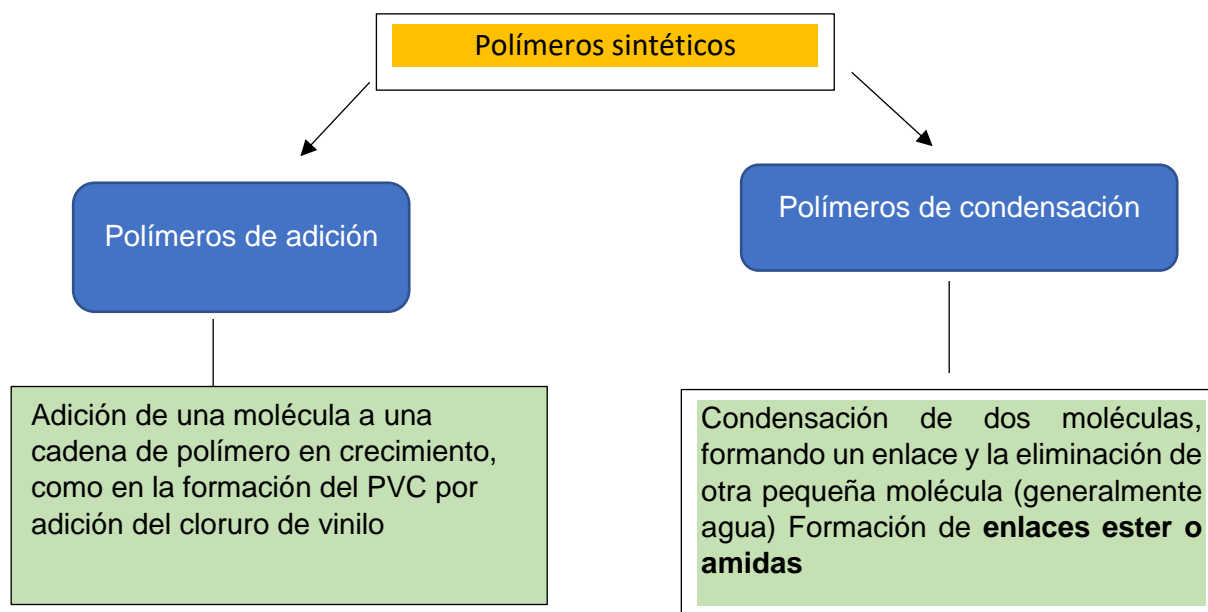 Polímeros sintéticos
Polímeros de adición
Polímeros de condensación
Adición de una molécula a una
cadena de polímero en crecimiento,
como en la formación del PVC por
adición del cloruro de vinilo
Condensación de dos moléculas,
formando un enlace y la eliminación de
otra pequeña molécula (generalmente
agua) Formación de enlaces ester o
amidas